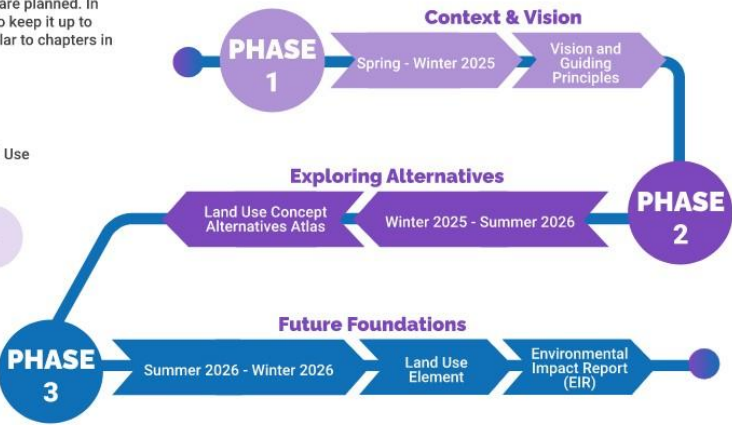 are planned. In
o keep it up to
lar to chapters in
Use
Context & Vision
PHASE
1
Spring - Winter 2025
Vision and
Guiding
Principles
Exploring Alternatives
PHASE
2
Winter 2025 - Summer 2026
Land Use Concept
Alternatives Atlas
Future Foundations
PHASE
3
Summer 2026 - Winter 2026
Land Use
Element
Environmental
Impact Report
(EIR)